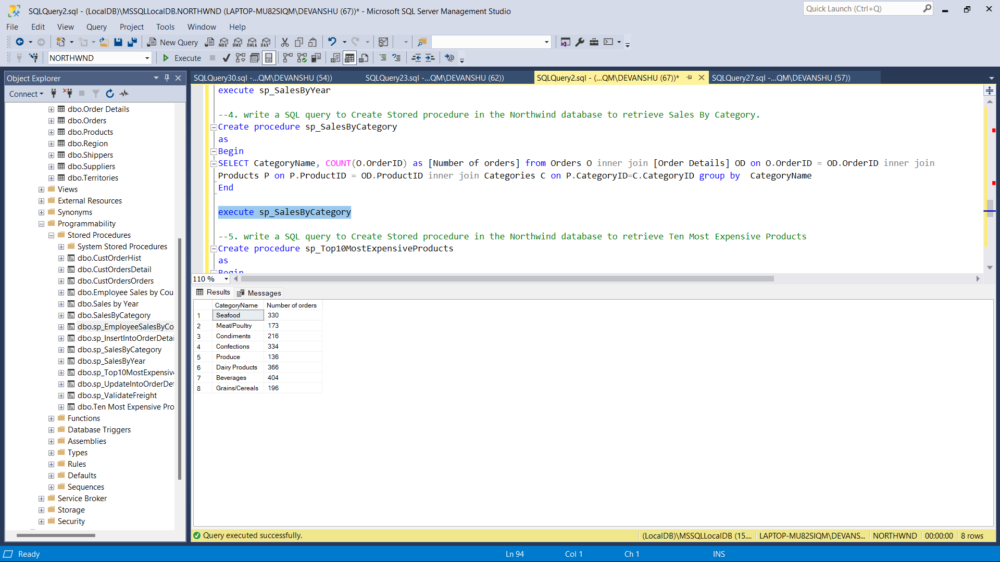 SQLQuery2.sql - (LocalDB)\MSSQLLocalDB.NORTHWND (LAPTOP-MU82SIQM\DEVANSHU (67))* - Microsoft SQL Server Management Studio
Quick Launch (Ctrl+Q)
File Edit View Query Project Tools Window Help
New Query MDX DMX XMLA DAX
NORTHWND Execute
Object Explorer
Connect
dbo.Order Details
dbo.Orders
dbo.Products
dbo.Region
dbo.Shippers
dbo.Suppliers
dbo.Territories
Views
External Resources
Synonyms
Programmability
Stored Procedures
System Stored Procedures
dbo.CustOrderHist
dbo.CustOrdersDetail
dbo.CustOrdersOrders
dbo.Employee Sales by Cou
dbo.Sales by Year
dbo.SalesByCategory
dbo.sp_EmployeeSalesByCo
dbo.sp_InsertIntoOrderDetai
dbo.sp_SalesByCategory
dbo.sp_SalesByYear
dbo.sp_Top10MostExpensiv
dbo.sp_UpdateIntoOrderDet
dbo.sp_ValidateFreight
dbo.Ten Most Expensive Pro
Functions
Database Triggers
Assemblies
Types
Rules
Defaults
Sequences
Service Broker
Storage
Security
SQLQuery30.sql -...QM\DEVANSHU (54)) SQLQuery23.sql -...QM\DEVANSHU (62)) SQLQuery2.sql - (...QM\DEVANSHU (67))* SQLQuery27.sql -...QM\DEVANSHU (57))
execute sp_SalesByYear
--4. write a SQL query to Create Stored procedure in the Northwind database to retrieve Sales By Category.
Create procedure sp_SalesByCategory
as
Begin
SELECT CategoryName, COUNT(O.OrderID) as [Number of orders] from Orders O inner join [Order Details] OD on O.OrderID = OD.OrderID inner join
Products P on P.ProductID = OD.ProductID inner join Categories C on P.CategoryID=C.CategoryID group by  CategoryName
End
execute sp_SalesByCategory
--5. write a SQL query to Create Stored procedure in the Northwind database to retrieve Ten Most Expensive Products
Create procedure sp_Top10MostExpensiveProducts
as
Begin
110 %
Results Messages
CategoryName Number of orders
1 Seafood 330
2 Meat/Poultry 173
3 Condiments 216
4 Confections 334
5 Produce 136
6 Dairy Products 366
7 Beverages 404
8 Grains/Cereals 196
Query executed successfully. (LocalDB)\MSSQLLocalDB (15.... LAPTOP-MU82SIQM\DEVANS... NORTHWND 00:00:00 8 rows
Ready Ln 94 Col 1 Ch 1 INS